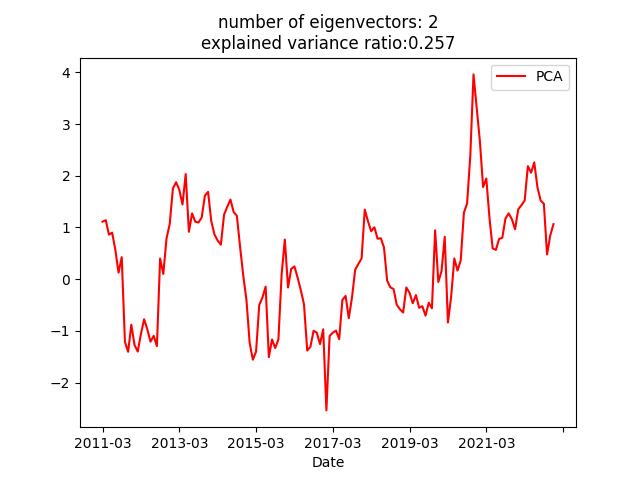 number of eigenvectors: 2
explained variance ratio:0.257
PCA
4
3
2
1
0
−1
−2
2011-03 2013-03 2015-03 2017-03 2019-03 2021-03
Date